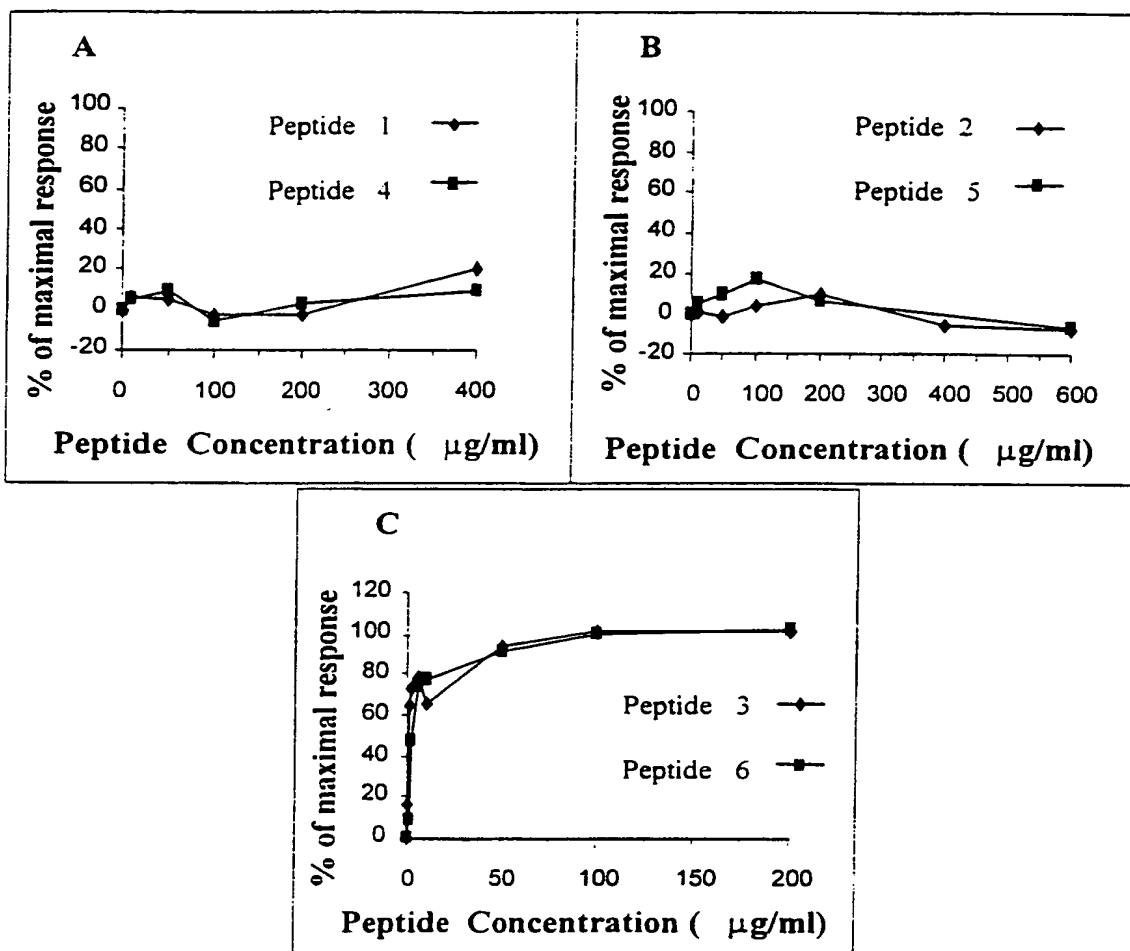 A
% of maximal response
100
80
60
40
20
0
-20
Peptide 1
Peptide 4
0 100 200 300 400
Peptide Concentration ( μg/ml)
B
% of maximal response
100
80
60
40
20
0
-20
Peptide 2
Peptide 5
0 100 200 300 400 500 600
Peptide Concentration ( μg/ml)
C
% of maximal response
120
100
80
60
40
20
0
Peptide 3
Peptide 6
0 50 100 150 200
Peptide Concentration ( μg/ml)